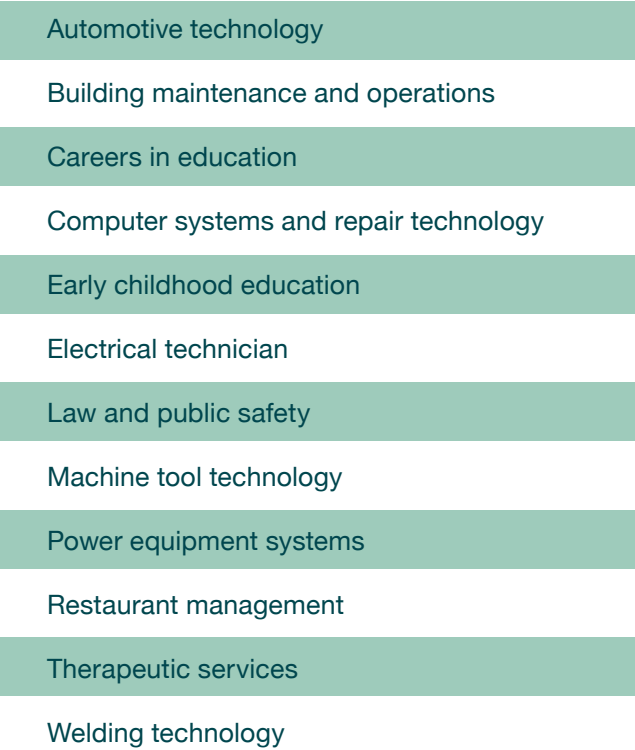 Automotive technology
Building maintenance and operations
Careers in education
Computer systems and repair technology
Early childhood education
Electrical technician
Law and public safety
Machine tool technology
Power equipment systems
Restaurant management
Therapeutic services
Welding technology